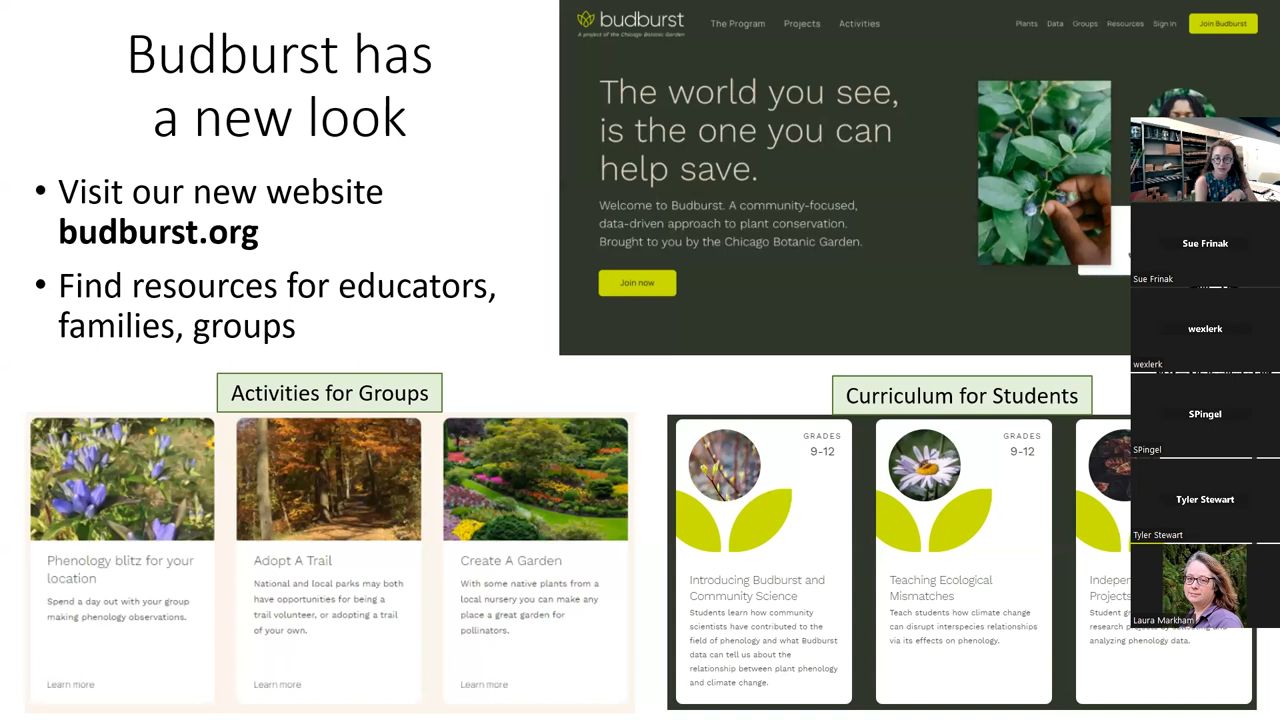 Budburst has
a new look
• Visit our new website
budburst.org
• Find resources for educators,
families, groups
budburst
A project of the Chicago Botanic Garden
The Program
Projects
Activities
Plants
Data
Groups
Resources
Sign In
Join Budburst
The world you see,
is the one you can
help save.
Welcome to Budburst. A community-focused,
data-driven approach to plant conservation.
Brought to you by the Chicago Botanic Garden.
Join now
Sue Frinak
Sue Frinak
wexlerk
wexlerk
SPingel
SPingel
Tyler Stewart
Tyler Stewart
Laura Markham
Activities for Groups
Phenology blitz for your
location
Spend a day out with your group
making phenology observations.
Learn more
Adopt A Trail
National and local parks may both
have opportunities for being a
trail volunteer, or adopting a trail
of your own.
Learn more
Create A Garden
With some native plants from a
local nursery you can make any
place a great garden for
pollinators.
Learn more
Curriculum for Students
GRADES
9-12
Introducing Budburst and
Community Science
Students learn how community
scientists have contributed to the
field of phenology and what Budburst
data can tell us about the
relationship between plant phenology
and climate change.
GRADES
9-12
Teaching Ecological
Mismatches
Teach students how climate change
can disrupt interspecies relationships
via its effects on phenology.
Projects
Student
research
analyzing phenology data.